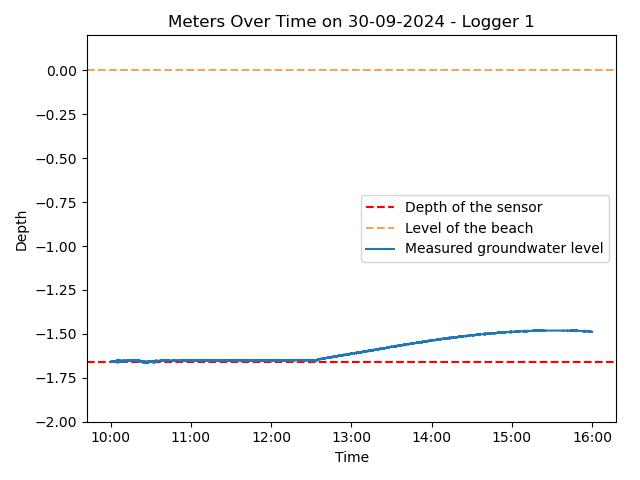 Meters Over Time on 30-09-2024 - Logger 1
0.00
−0.25
−0.50
−0.75
−1.00
−1.25
−1.50
−1.75
−2.00
Depth
Depth of the sensor
Level of the beach
Measured groundwater level
10:00 11:00 12:00 13:00 14:00 15:00 16:00
Time